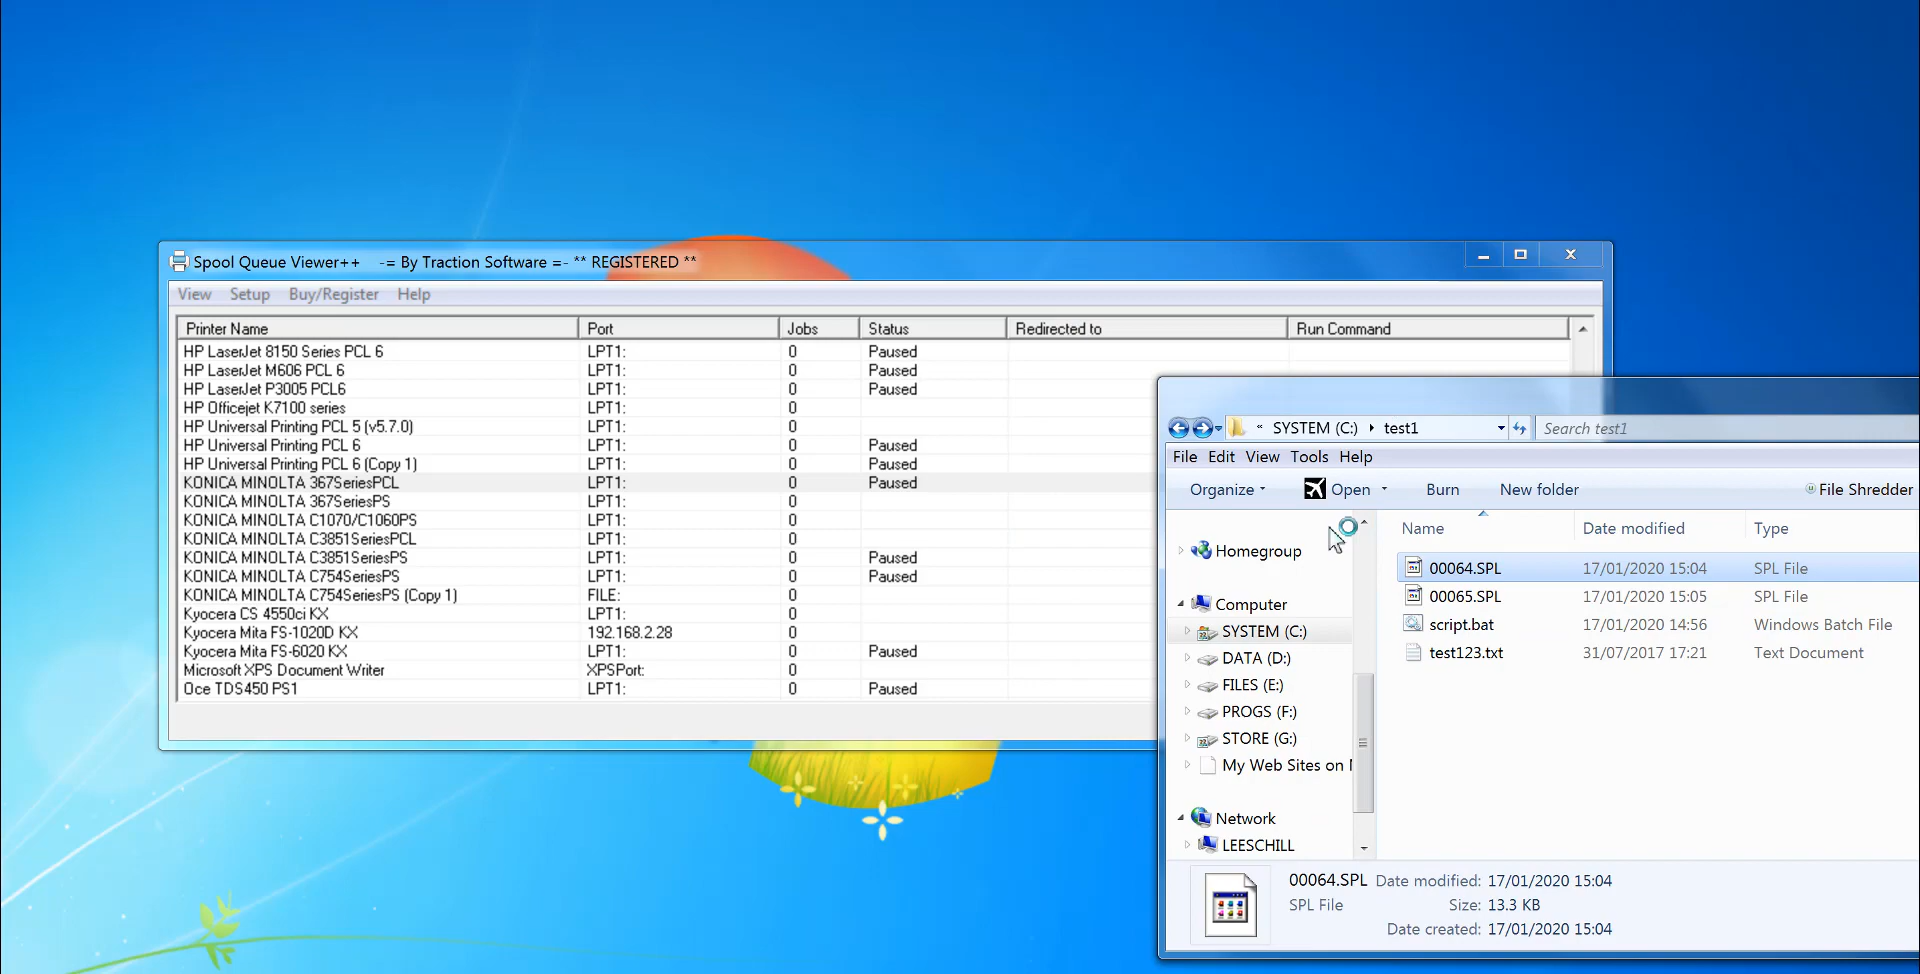 Spool Queue Viewer++ -= By Traction Software =- ** REGISTERED **
View Setup Buy/Register Help
Printer Name Port Jobs Status Redirected to Run Command
HP LaserJet 8150 Series PCL 6 LPT1: 0 Paused
HP LaserJet M606 PCL 6 LPT1: 0 Paused
HP LaserJet P3005 PCL6 LPT1: 0 Paused
HP Officejet K7100 series LPT1: 0
HP Universal Printing PCL 5 (v5.7.0) LPT1: 0
HP Universal Printing PCL 6 LPT1: 0 Paused
HP Universal Printing PCL 6 (Copy 1) LPT1: 0 Paused
KONICA MINOLTA 367SeriesPCL LPT1: 0 Paused
KONICA MINOLTA 367SeriesPS LPT1: 0
KONICA MINOLTA C1070/C1060PS LPT1: 0
KONICA MINOLTA C3851SeriesPCL LPT1: 0
KONICA MINOLTA C3851SeriesPS LPT1: 0 Paused
KONICA MINOLTA C754SeriesPS LPT1: 0 Paused
KONICA MINOLTA C754SeriesPS (Copy 1) FILE: 0
Kyocera CS 4550ci KX LPT1: 0
Kyocera Mita FS-1020D KX 192.168.2.28 0
Kyocera Mita FS-6020 KX LPT1: 0 Paused
Microsoft XPS Document Writer XPSPort: 0
Oce TDS450 PS1 LPT1: 0 Paused
« SYSTEM (C:) test1 Search test1
File Edit View Tools Help
Organize Open Burn New folder File Shredder
Homegroup
Computer
SYSTEM (C:)
DATA (D:)
FILES (E:)
PROGS (F:)
STORE (G:)
My Web Sites on
Network
LEESCHILL
Name Date modified Type
00064.SPL 17/01/2020 15:04 SPL File
00065.SPL 17/01/2020 15:05 SPL File
script.bat 17/01/2020 14:56 Windows Batch File
test123.txt 31/07/2017 17:21 Text Document
00064.SPL Date modified: 17/01/2020 15:04
SPL File Size: 13.3 KB
Date created: 17/01/2020 15:04